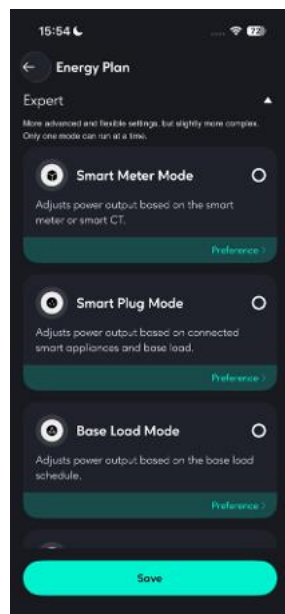 15:54
72
Energy Plan
Expert
More advanced and flexible settings, but slightly more complex.
Only one mode can run at a time.
Smart Meter Mode
Adjusts power output based on the smart
meter or smart CT.
Preference >
Smart Plug Mode
Adjusts power output based on connected
smart appliances and base load.
Preference >
Base Load Mode
Adjusts power output based on the base load
schedule.
Preference >
Save